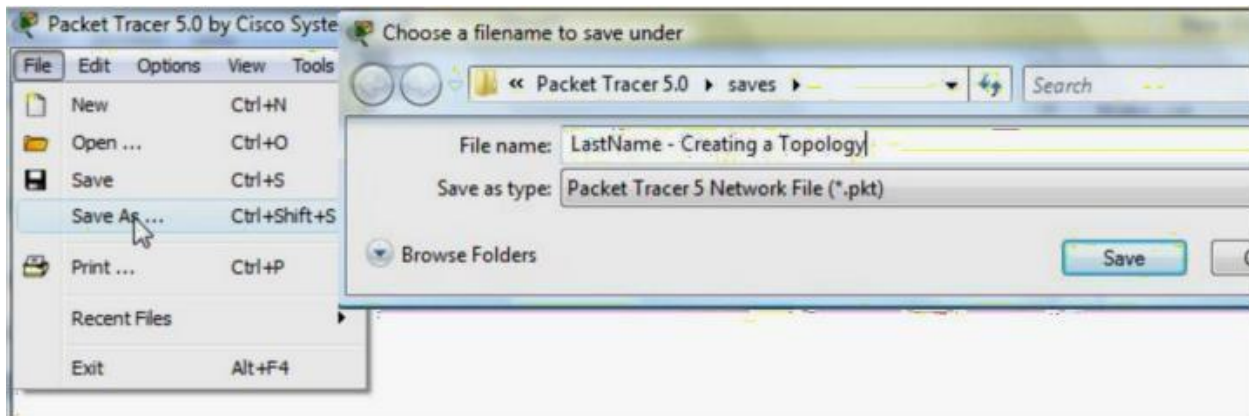 Packet Tracer 5.0 by Cisco Syste
File Edit Options View Tools
New Ctrl+N
Open ... Ctrl+O
Save Ctrl+S
Save As ... Ctrl+Shift+S
Print ... Ctrl+P
Recent Files
Exit Alt+F4
Choose a filename to save under
« Packet Tracer 5.0 saves
Search
File name: LastName - Creating a Topology
Save as type: Packet Tracer 5 Network File (*.pkt)
Browse Folders
Save